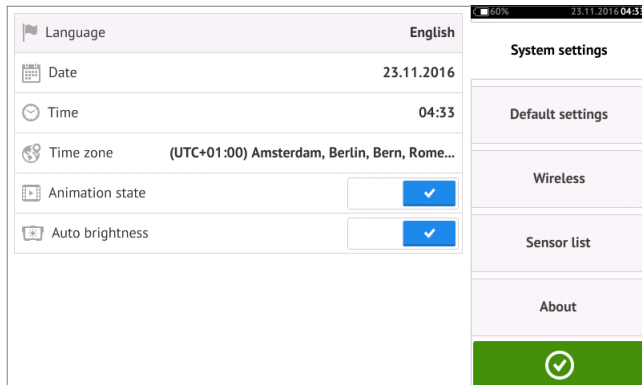 Language English
Date 23.11.2016
Time 04:33
Time zone (UTC+01:00) Amsterdam, Berlin, Bern, Rome...
Animation state
Auto brightness
60% 23.11.2016 04:33
System settings
Default settings
Wireless
Sensor list
About